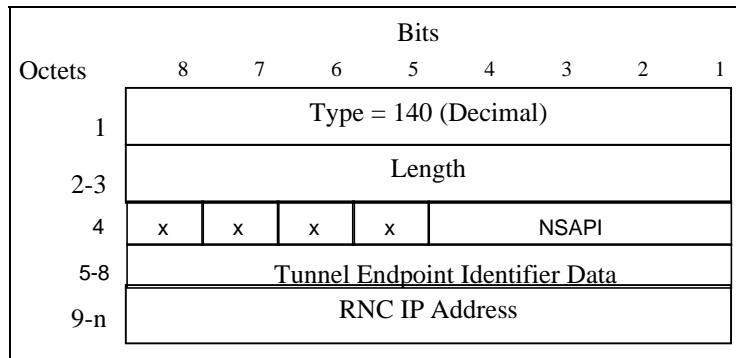 Bits
Octets 8 7 6 5 4 3 2 1
1 Type = 140 (Decimal)
2-3 Length
4 x x x x NSAPI
5-8 Tunnel Endpoint Identifier Data
9-n RNC IP Address